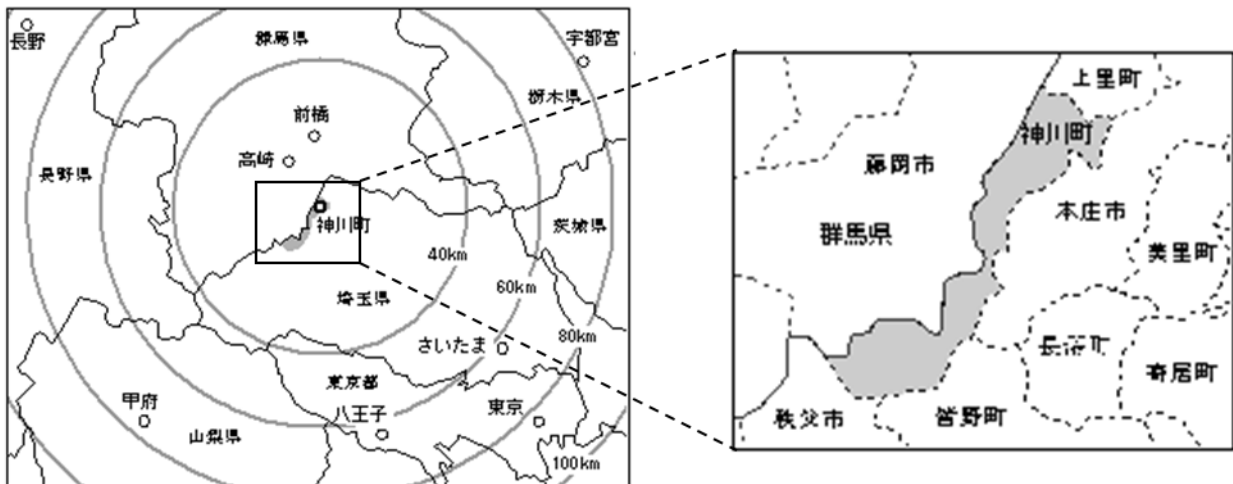 長野
群馬県
宇都宮
栃木県
前橋
高崎
長野県
神川町
茨城県
40km
60km
埼玉県
80km
さいたま
東京都
甲府
八王子
東京
山梨県
100km
上里町
神川町
藤岡市
本庄市
群馬県
美里町
長瀞町
寄居町
秩父市
皆野町